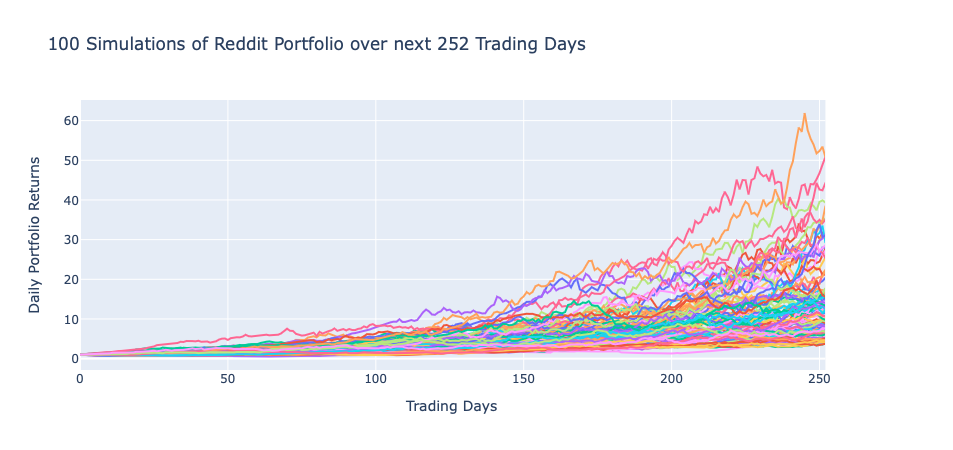 100 Simulations of Reddit Portfolio over next 252 Trading Days
Daily Portfolio Returns
60
50
40
30
20
10
0
0 50 100 150 200 250
Trading Days